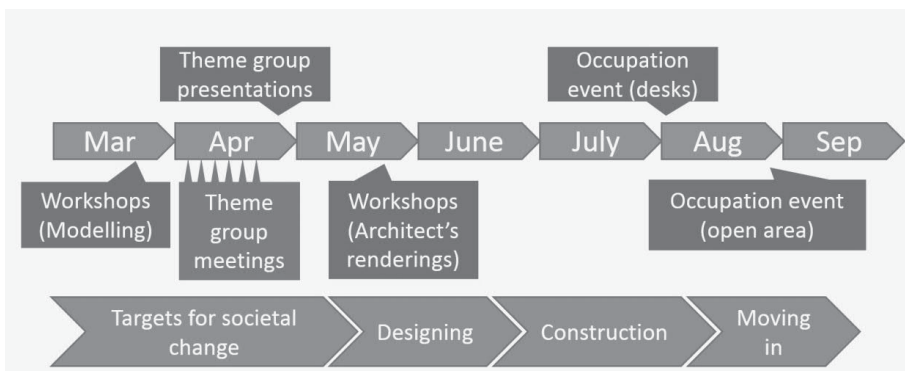 Theme group
presentations
Occupation
event (desks)
Mar
Apr
May
June
July
Aug
Sep
Workshops
(Modelling)
Theme
group
meetings
Workshops
(Architect's
renderings)
Occupation event
(open area)
Targets for societal
change
Designing
Construction
Moving
in